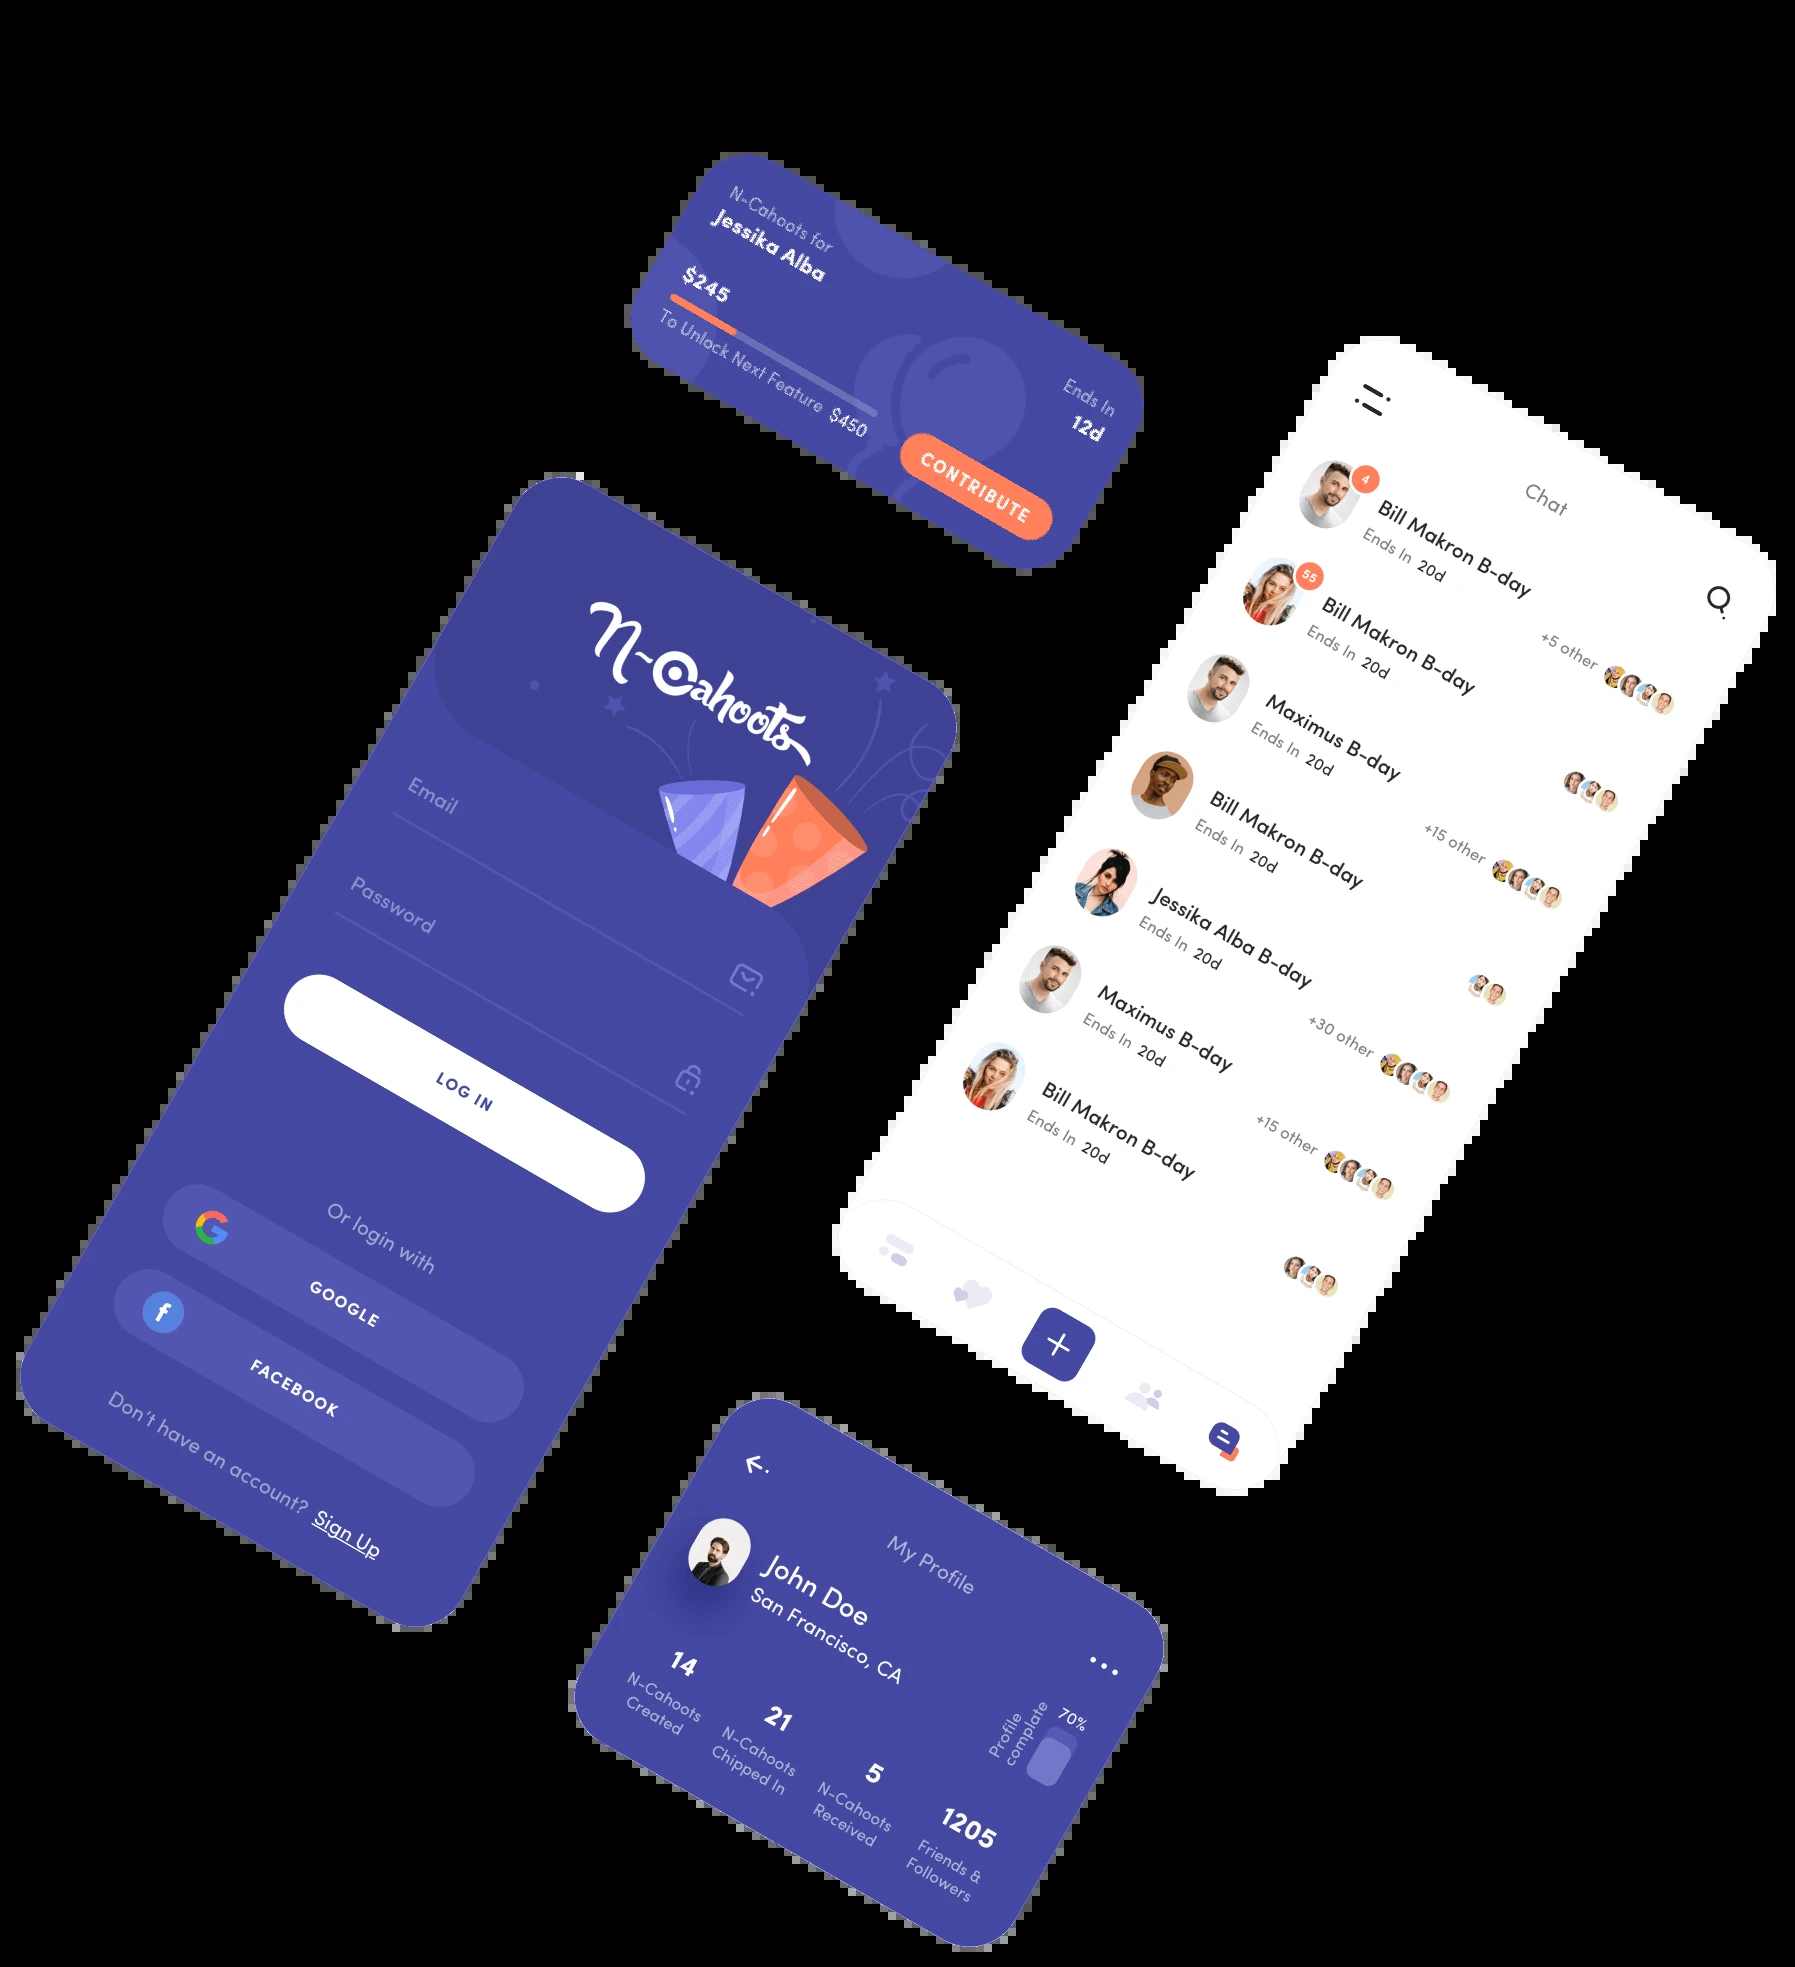 N-Cahoots for
Jessika Alba
$245
To Unlock Next Feature $450
Ends In
12d
CONTRIBUTE
N-Cahoots
Email
Password
LOG IN
Or login with
GOOGLE
FACEBOOK
Don't have an account? Sign Up
Chat
4
Bill Makron B-day
Ends In 20d
+5 other
55
Bill Makron B-day
Ends In 20d
Maximus B-day
Ends In 20d
+15 other
Bill Makron B-day
Ends In 20d
Jessika Alba B-day
Ends In 20d
+30 other
Maximus B-day
Ends In 20d
+15 other
Bill Makron B-day
Ends In 20d
My Profile
John Doe
San Francisco, CA
Profile
complate
70%
14
N-Cahoots
Created
21
N-Cahoots
Chipped In
5
N-Cahoots
Received
1205
Friends &
Followers